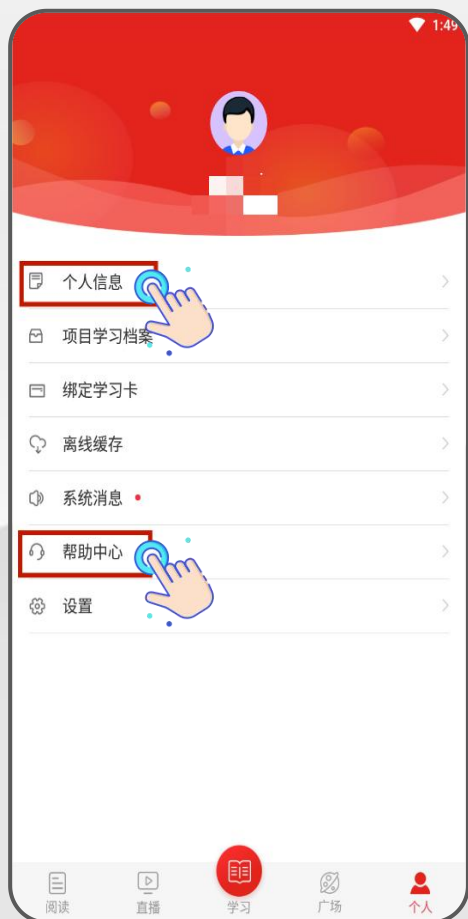 1:49
个人信息
项目学习档案
绑定学习卡
离线缓存
系统消息
帮助中心
设置
阅读 直播 学习 广场 个人